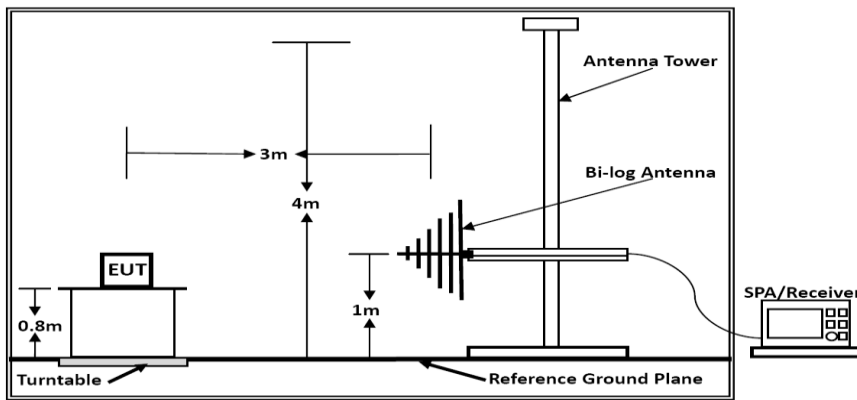 Antenna Tower
3m
Bi-log Antenna
4m
EUT
SPA/Receiver
1m
0.8m
Turntable
Reference Ground Plane